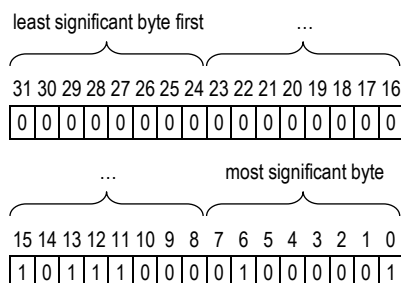 least significant byte first …
31 30 29 28 27 26 25 24 23 22 21 20 19 18 17 16
0 0 0 0 0 0 0 0 0 0 0 0 0 0 0 0
… most significant byte
15 14 13 12 11 10 9 8 7 6 5 4 3 2 1 0
1 0 1 1 1 0 0 0 0 1 0 0 0 0 0 1